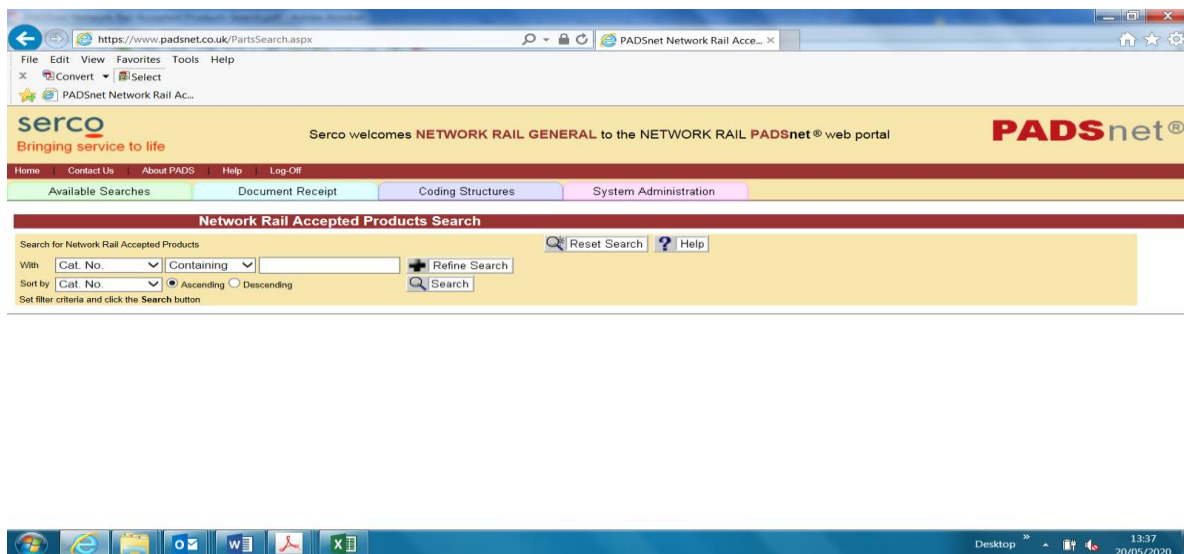 https://www.padsnet.co.uk/PartsSearch.aspx
PADSnet Network Rail Acce...
File Edit View Favorites Tools Help
x Convert Select
PADSnet Network Rail Ac...
serco
Bringing service to life
Serco welcomes NETWORK RAIL GENERAL to the NETWORK RAIL PADSnet ® web portal
PADSnet®
Home | Contact Us | About PADS | Help | Log-Off
Available Searches Document Receipt Coding Structures System Administration
Network Rail Accepted Products Search
Search for Network Rail Accepted Products Reset Search ? Help
With Cat. No. Containing Refine Search
Sort by Cat. No. Ascending Descending Search
Set filter criteria and click the Search button
Desktop » 13:37
20/05/2020